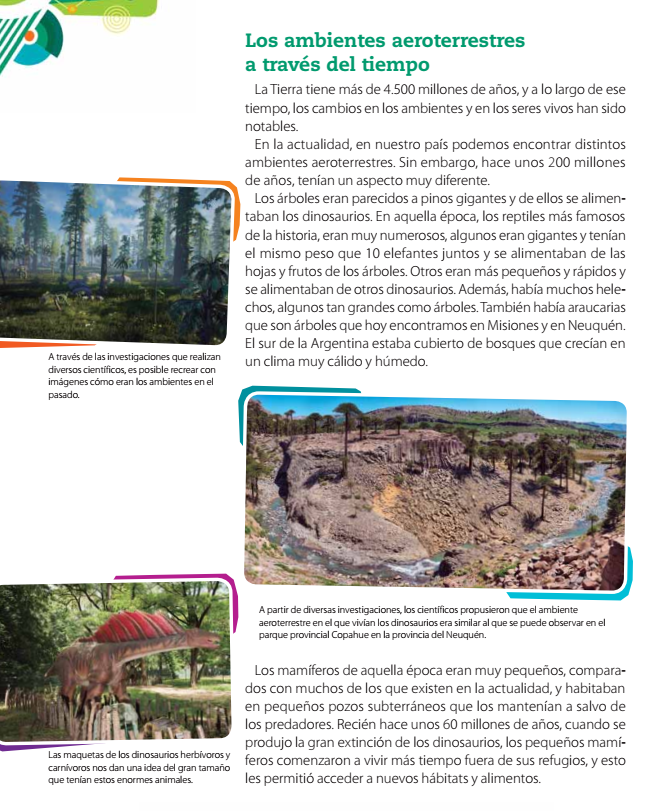 Los ambientes aeroterrestres
a través del tiempo
La Tierra tiene más de 4.500 millones de años, y a lo largo de ese
tiempo, los cambios en los ambientes y en los seres vivos han sido
notables.
En la actualidad, en nuestro país podemos encontrar distintos
ambientes aeroterrestres. Sin embargo, hace unos 200 millones
de años, tenían un aspecto muy diferente.
Los árboles eran parecidos a pinos gigantes y de ellos se alimen-
taban los dinosaurios. En aquella época, los reptiles más famosos
de la historia, eran muy numerosos, algunos eran gigantes y tenían
el mismo peso que 10 elefantes juntos y se alimentaban de las
hojas y frutos de los árboles. Otros eran más pequeños y rápidos y
se alimentaban de otros dinosaurios. Además, había muchos hele-
chos, algunos tan grandes como árboles. También había araucarias
que son árboles que hoy encontramos en Misiones y en Neuquén.
El sur de la Argentina estaba cubierto de bosques que crecían en
un clima muy cálido y húmedo.
A través de las investigaciones que realizan
diversos científicos, es posible recrear con
imágenes cómo eran los ambientes en el
pasado.
A partir de diversas investigaciones, los científicos propusieron que el ambiente
aeroterrestre en el que vivían los dinosaurios era similar al que se puede observar en el
parque provincial Copahue en la provincia del Neuquén.
Los mamíferos de aquella época eran muy pequeños, compara-
dos con muchos de los que existen en la actualidad, y habitaban
en pequeños pozos subterráneos que los mantenían a salvo de
los predadores. Recién hace unos 60 millones de años, cuando se
produjo la gran extinción de los dinosaurios, los pequeños mamí-
feros comenzaron a vivir más tiempo fuera de sus refugios, y esto
les permitió acceder a nuevos hábitats y alimentos.
Las maquetas de los dinosaurios herbívoros y
carnívoros nos dan una idea del gran tamaño
que tenían estos enormes animales.